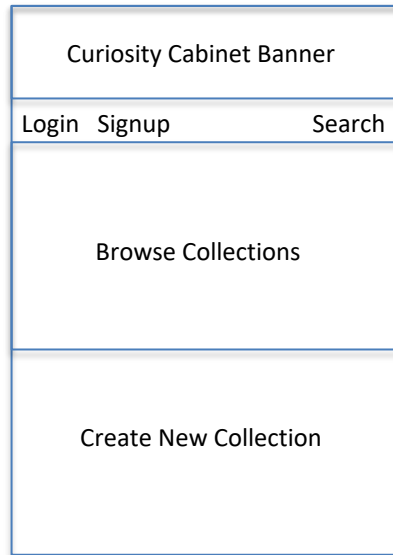 Curiosity Cabinet Banner
Login Signup Search
Browse Collections
Create New Collection